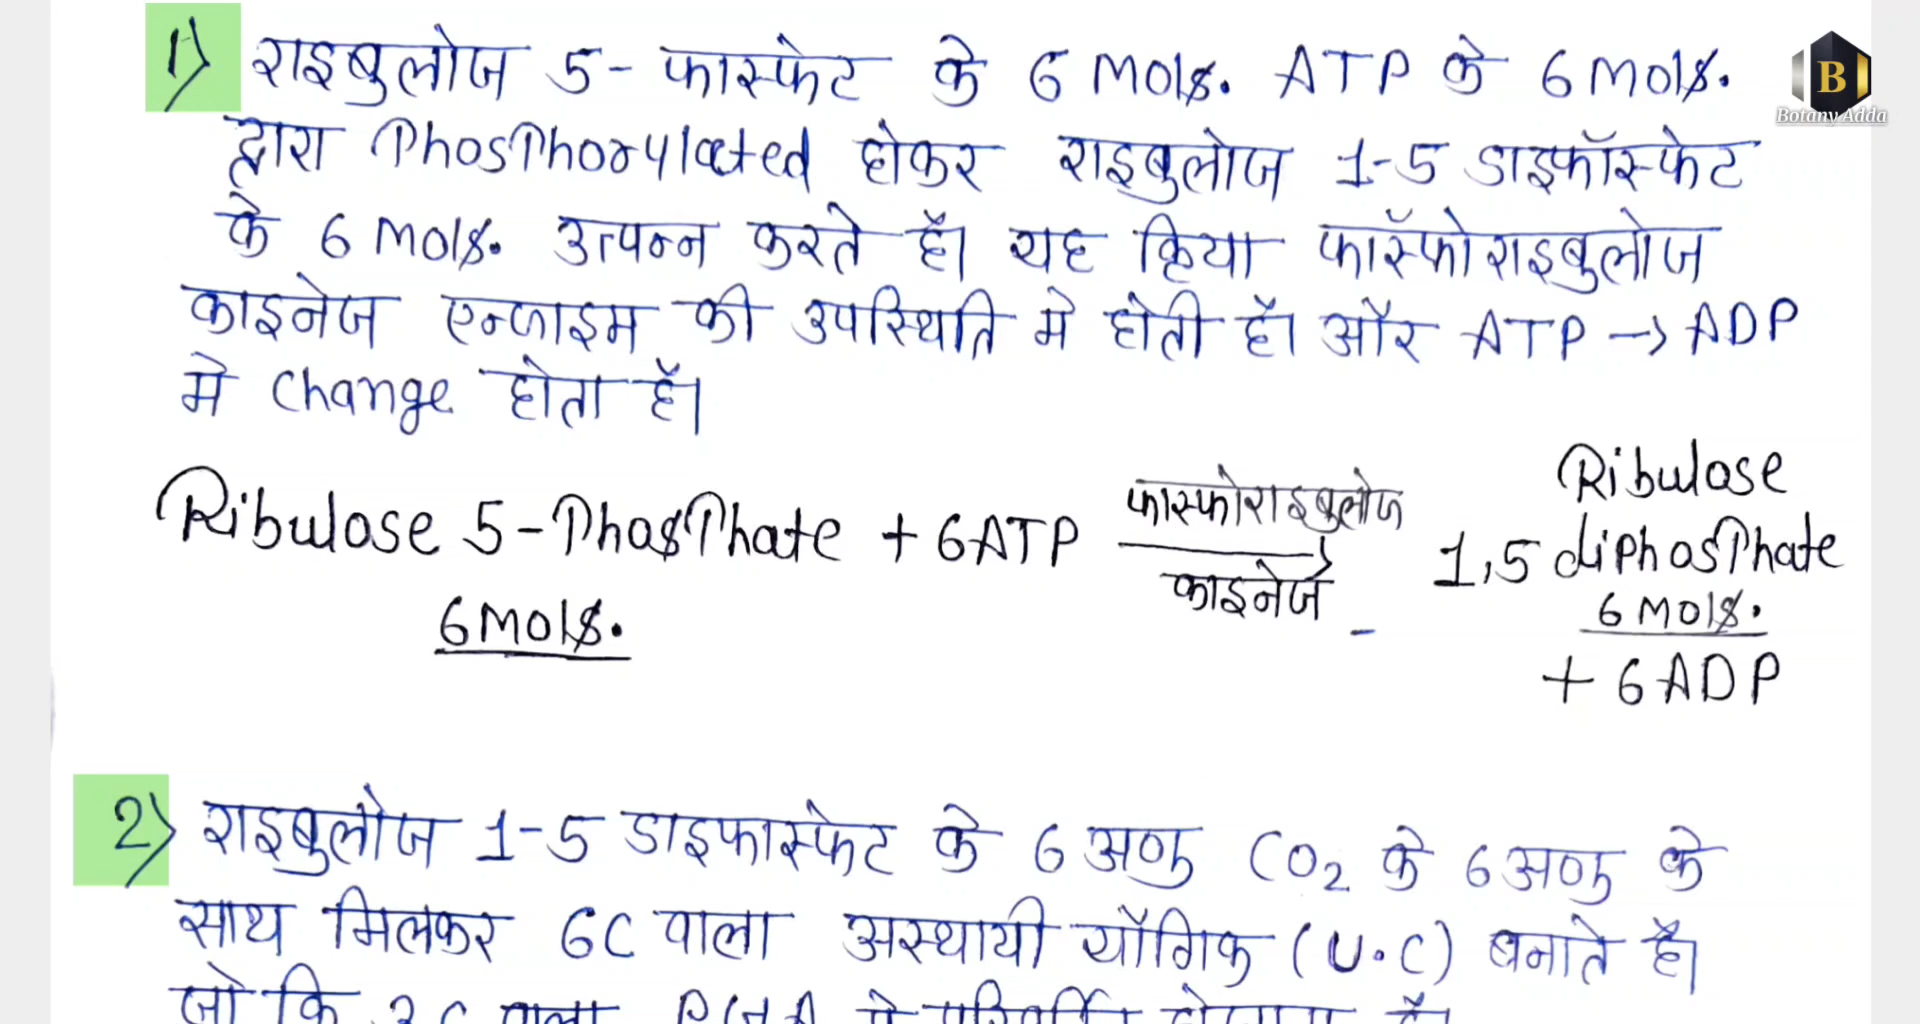 1) राइबुलोज 5- फास्फेट के 6 Mols. ATP के 6 Mols.
द्वारा Phosphorylated होकर राइबुलोज 1-5 डाइफॉस्फेट
के 6 Mols. उत्पन्न करते हैं। यह क्रिया फॉस्फोराइबुलोज
काइनेज एन्जाइम की उपस्थिति मे होती हैं। और ATP → ADP
मे Change होता हैं।
B
Botany Adda
Ribulose 5-Phosphate + 6ATP
6 Mols.
फास्फोराइबुलोज
काइनेज
Ribulose
1,5 diphosphate
6 Mols.
+ 6ADP
2) राइबुलोज 1-5 डाइफास्फेट के 6 अणु CO₂ के 6 अणु के
साथ मिलकर 6C वाला अस्थायी यौगिक (U.C) बनाते हैं।
जो कि 3C वाला